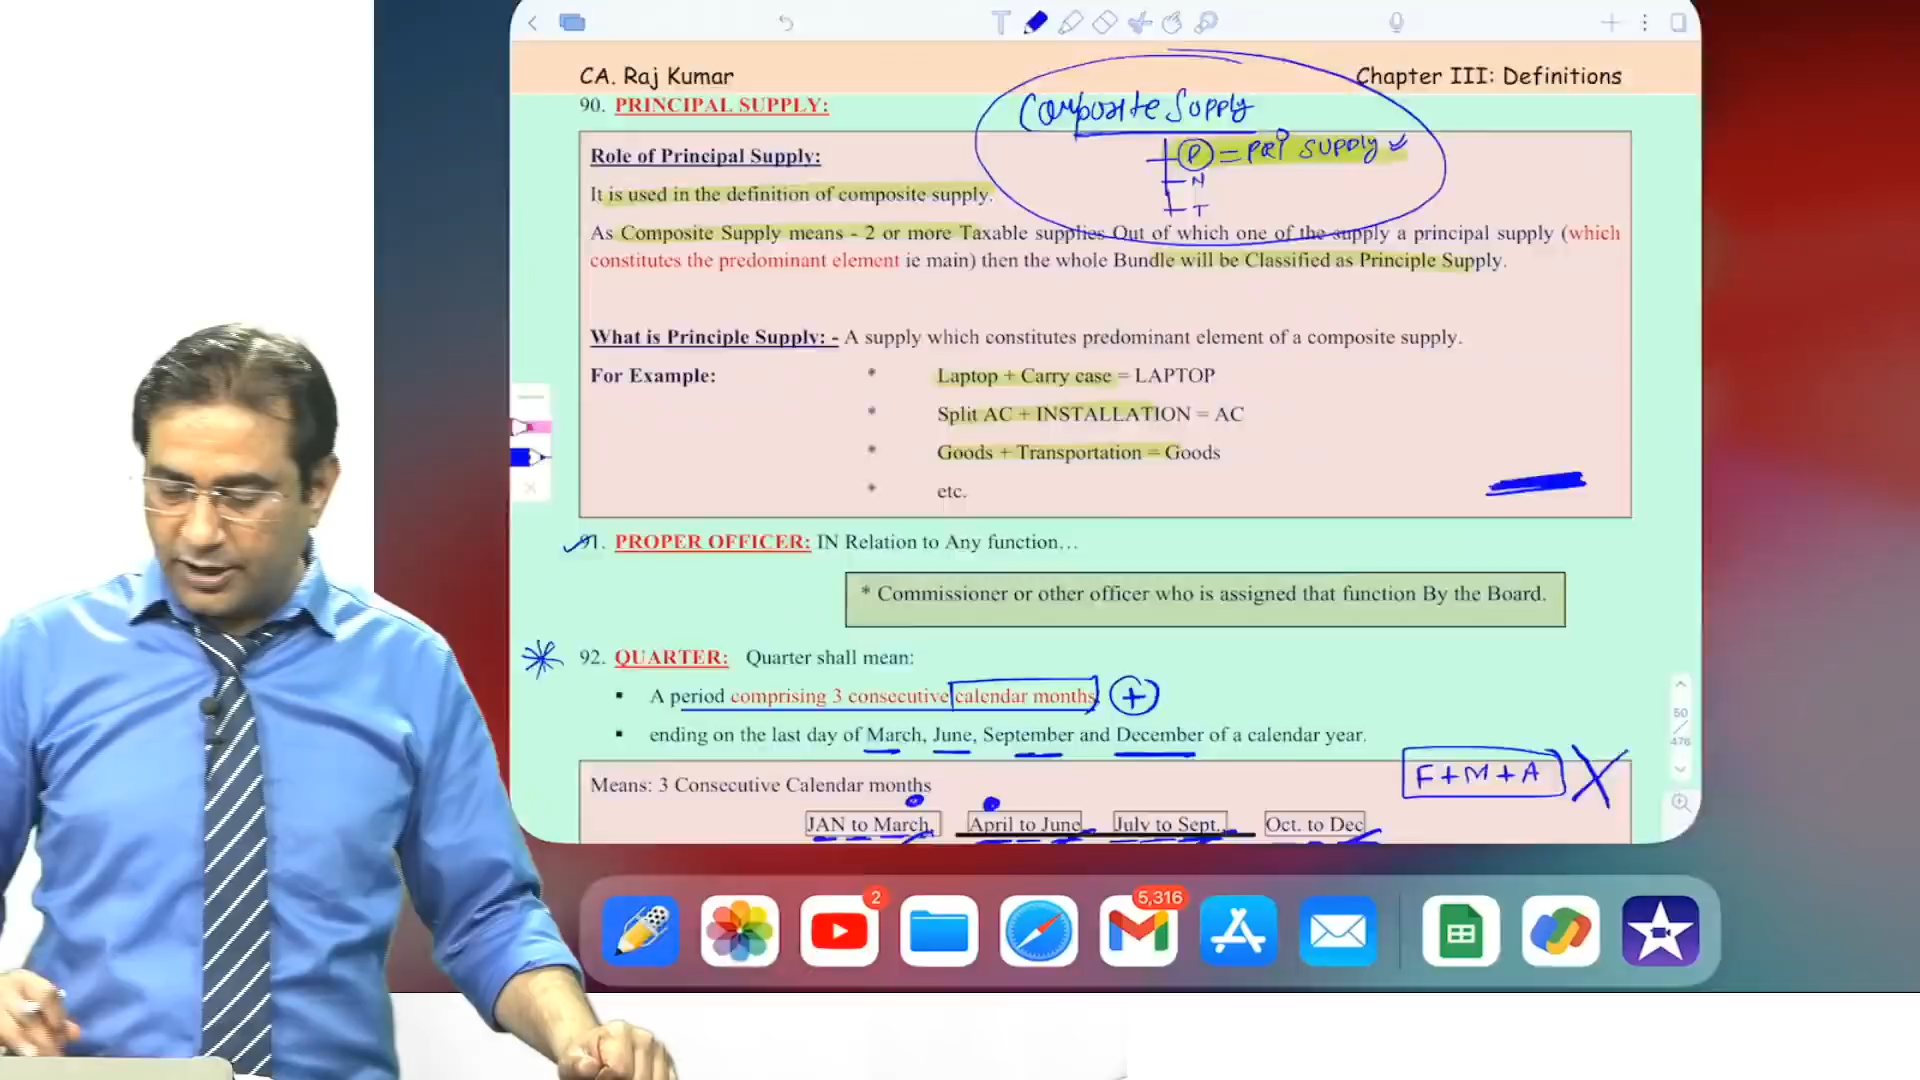 CA. Raj Kumar Chapter III: Definitions
90. PRINCIPAL SUPPLY:
Composite Supply
Role of Principal Supply:
P = PRI SUPPLY
N
It is used in the definition of composite supply.
T
As Composite Supply means - 2 or more Taxable supplies Out of which one of the supply a principal supply (which
constitutes the predominant element ie main) then the whole Bundle will be Classified as Principle Supply.
What is Principle Supply: - A supply which constitutes predominant element of a composite supply.
For Example: * Laptop + Carry case = LAPTOP
* Split AC + INSTALLATION = AC
* Goods + Transportation = Goods
* etc.
91. PROPER OFFICER: IN Relation to Any function…
* Commissioner or other officer who is assigned that function By the Board.
92. QUARTER: Quarter shall mean:
▪ A period comprising 3 consecutive calendar months +
▪ ending on the last day of March, June, September and December of a calendar year.
50
/
476
F+M+A X
Means: 3 Consecutive Calendar months
JAN to March April to June July to Sept. Oct. to Dec
2
5,316